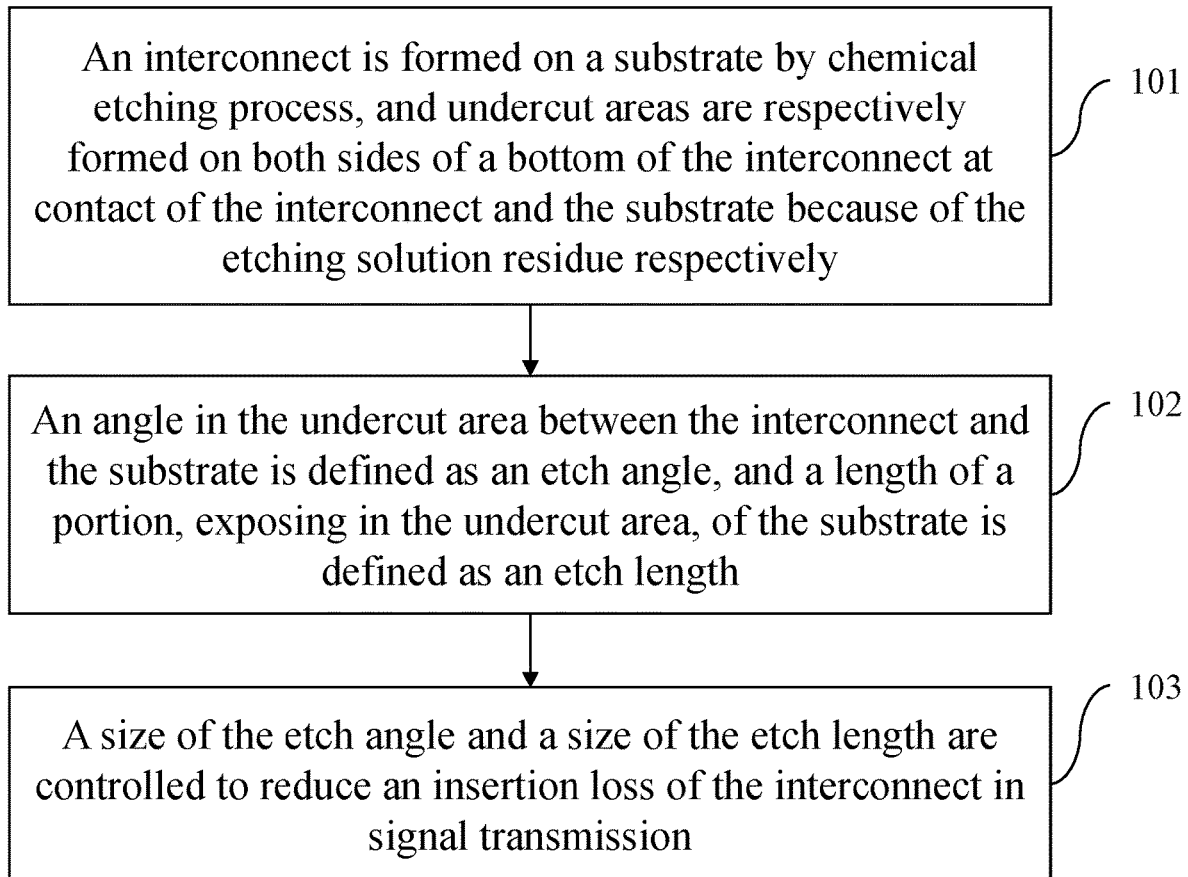 An interconnect is formed on a substrate by chemical
etching process, and undercut areas are respectively
formed on both sides of a bottom of the interconnect at
contact of the interconnect and the substrate because of the
etching solution residue respectively
101
An angle in the undercut area between the interconnect and
the substrate is defined as an etch angle, and a length of a
portion, exposing in the undercut area, of the substrate is
defined as an etch length
102
A size of the etch angle and a size of the etch length are
controlled to reduce an insertion loss of the interconnect in
signal transmission
103